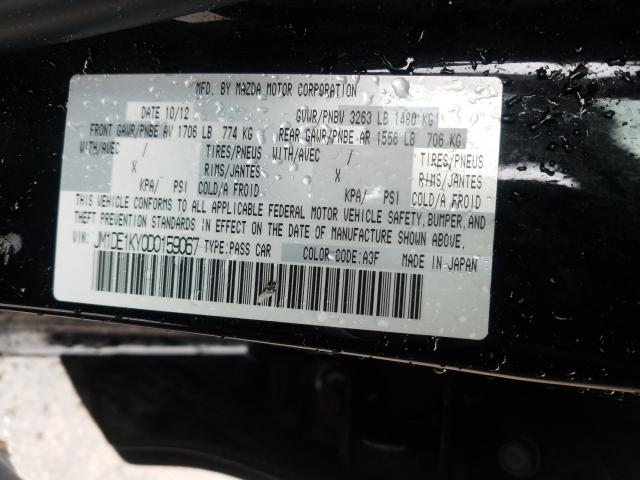 MFD. BY MAZDA MOTOR CORPORATION
DATE 10/12 GVWR/PNBV 3263 LB 1480 KG
FRONT GAWR/PNBE AV 1706 LB 774 KG REAR GAWR/PNBE AR 1556 LB 706 KG
WITH/AVEC / TIRES/PNEUS WITH/AVEC / TIRES/PNEUS
X RIMS/JANTES X RIMS/JANTES
KPA/ PSI COLD/A FROID KPA/ PSI COLD/A FROID
THIS VEHICLE CONFORMS TO ALL APPLICABLE FEDERAL MOTOR VEHICLE SAFETY, BUMPER, AND
THEFT PREVENTION STANDARDS IN EFFECT ON THE DATE OF MANUFACTURE SHOWN ABOVE.
VIN: JM1DE1KY0D0159067 TYPE:PASS CAR COLOR CODE:A3F MADE IN JAPAN